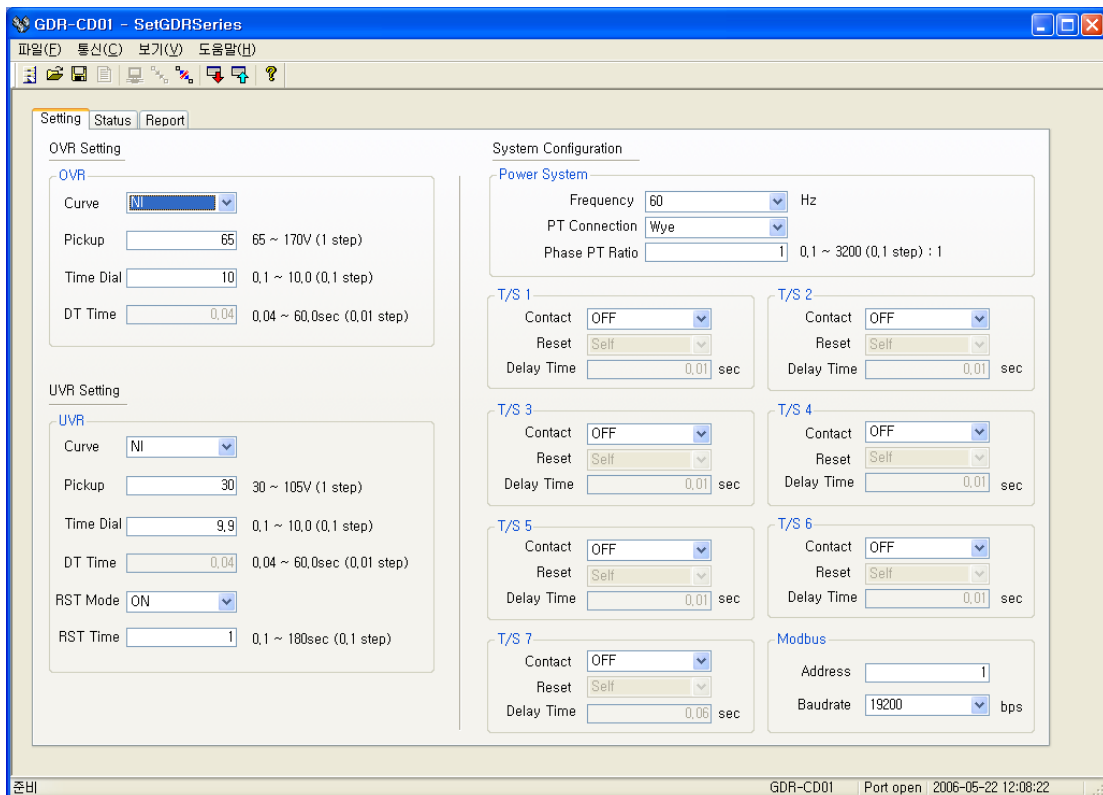 GDR-CD01 - SetGDRSeries
파일(F) 통신(C) 보기(V) 도움말(H)
Setting Status Report
OVR Setting
OVR
Curve NI
Pickup 65 65 ~ 170V (1 step)
Time Dial 10 0.1 ~ 10.0 (0.1 step)
DT Time 0.04 0.04 ~ 60.0sec (0.01 step)
UVR Setting
UVR
Curve NI
Pickup 30 30 ~ 105V (1 step)
Time Dial 9.9 0.1 ~ 10.0 (0.1 step)
DT Time 0.04 0.04 ~ 60.0sec (0.01 step)
RST Mode ON
RST Time 1 0.1 ~ 180sec (0.1 step)
System Configuration
Power System
Frequency 60 Hz
PT Connection Wye
Phase PT Ratio 1 0.1 ~ 3200 (0.1 step) : 1
T/S 1
Contact OFF
Reset Self
Delay Time 0.01 sec
T/S 2
Contact OFF
Reset Self
Delay Time 0.01 sec
T/S 3
Contact OFF
Reset Self
Delay Time 0.01 sec
T/S 4
Contact OFF
Reset Self
Delay Time 0.01 sec
T/S 5
Contact OFF
Reset Self
Delay Time 0.01 sec
T/S 6
Contact OFF
Reset Self
Delay Time 0.01 sec
T/S 7
Contact OFF
Reset Self
Delay Time 0.06 sec
Modbus
Address 1
Baudrate 19200 bps
준비 GDR-CD01 Port open 2006-05-22 12:08:22